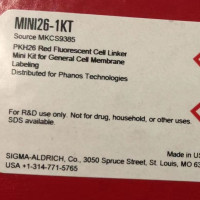 MINI26-1KT
Source MKCS9385
PKH26 Red Fluorescent Cell Linker
Mini Kit for General Cell Membrane
Labeling
Distributed for Phanos Technologies
For R&D use only. Not for drug, household, or other uses.
SDS available.
Made in US
SIGMA-ALDRICH, Co., 3050 Spruce Street, St. Louis, MO 63
USA +1-314-771-5765